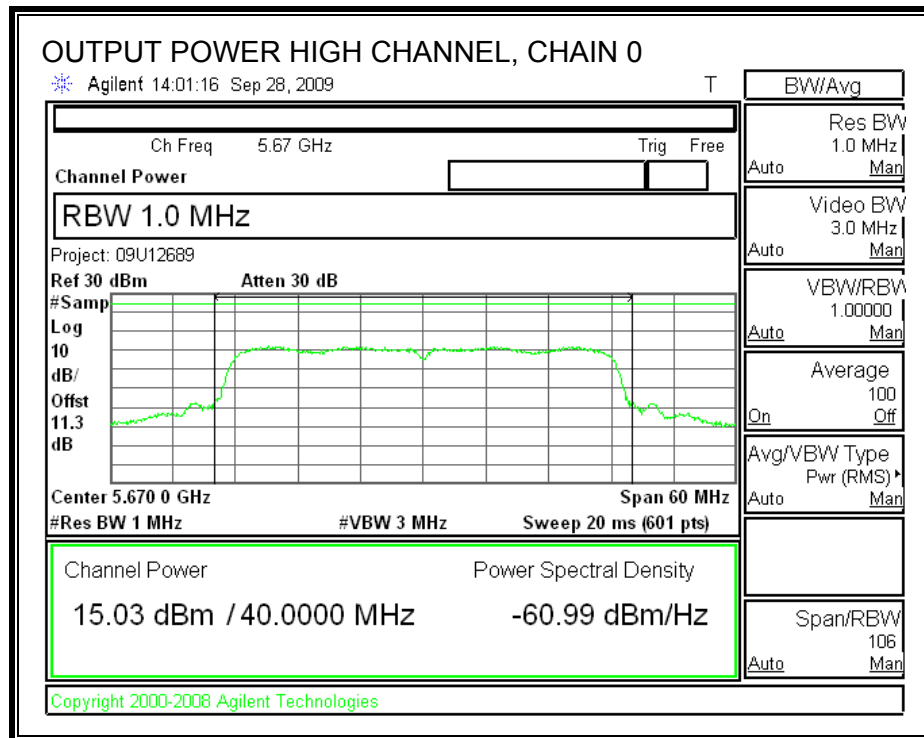 OUTPUT POWER HIGH CHANNEL, CHAIN 0
Agilent 14:01:16 Sep 28, 2009 T
Ch Freq 5.67 GHz Trig Free
Channel Power
RBW 1.0 MHz
Project: 09U12689
Ref 30 dBm Atten 30 dB
#Samp
Log
10
dB/
Offst
11.3
dB
Center 5.670 0 GHz Span 60 MHz
#Res BW 1 MHz #VBW 3 MHz Sweep 20 ms (601 pts)
Channel Power Power Spectral Density
15.03 dBm / 40.0000 MHz -60.99 dBm/Hz
Copyright 2000-2008 Agilent Technologies
BW/Avg
Res BW
1.0 MHz
Auto Man
Video BW
3.0 MHz
Auto Man
VBW/RBW
1.00000
Auto Man
Average
100
On Off
Avg/VBW Type
Pwr (RMS)
Auto Man
Span/RBW
106
Auto Man